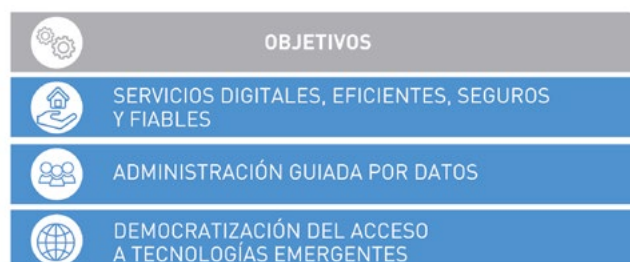 OBJETIVOS
SERVICIOS DIGITALES, EFICIENTES, SEGUROS
Y FIABLES
ADMINISTRACIÓN GUIADA POR DATOS
DEMOCRATIZACIÓN DEL ACCESO
A TECNOLOGÍAS EMERGENTES